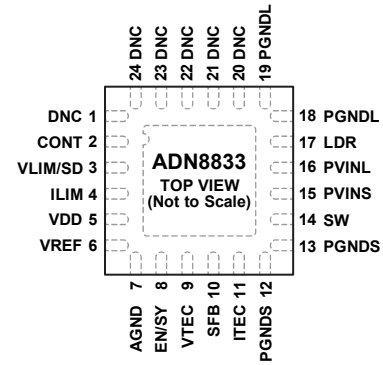 24 DNC
23 DNC
22 DNC
21 DNC
20 DNC
19 PGNDL
DNC 1
CONT 2
VLIM/SD 3
ILIM 4
VDD 5
VREF 6
ADN8833
TOP VIEW
(Not to Scale)
18 PGNDL
17 LDR
16 PVINL
15 PVINS
14 SW
13 PGNDS
AGND 7
EN/SY 8
VTEC 9
SFB 10
ITEC 11
PGNDS 12